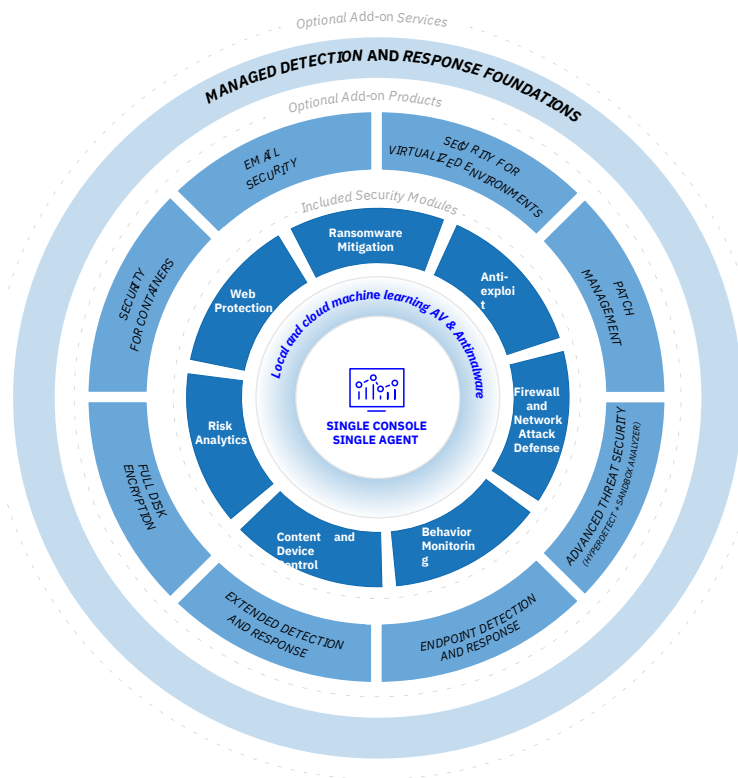 Optional Add-on Services
MANAGED DETECTION AND RESPONSE FOUNDATIONS
Optional Add-on Products
EMAIL
SECURITY
SECURITY FOR
VIRTUALIZED ENVIRONMENTS
SECURITY
FOR CONTAINERS
PATCH
MANAGEMENT
Included Security Modules
Ransomware
Mitigation
Web
Protection
Anti-
exploi
t
Local and cloud machine learning AV & Antimalware
SINGLE CONSOLE
SINGLE AGENT
Firewall
and
Network
Attack
Defense
Risk
Analytics
Content and
Device
Control
Behavior
Monitorin
g
FULL DISK
ENCRYPTION
ADVANCED THREAT SECURITY
(HYPERDETECT + SANDBOX ANALYZER)
EXTENDED DETECTION
AND RESPONSE
ENDPOINT DETECTION
AND RESPONSE